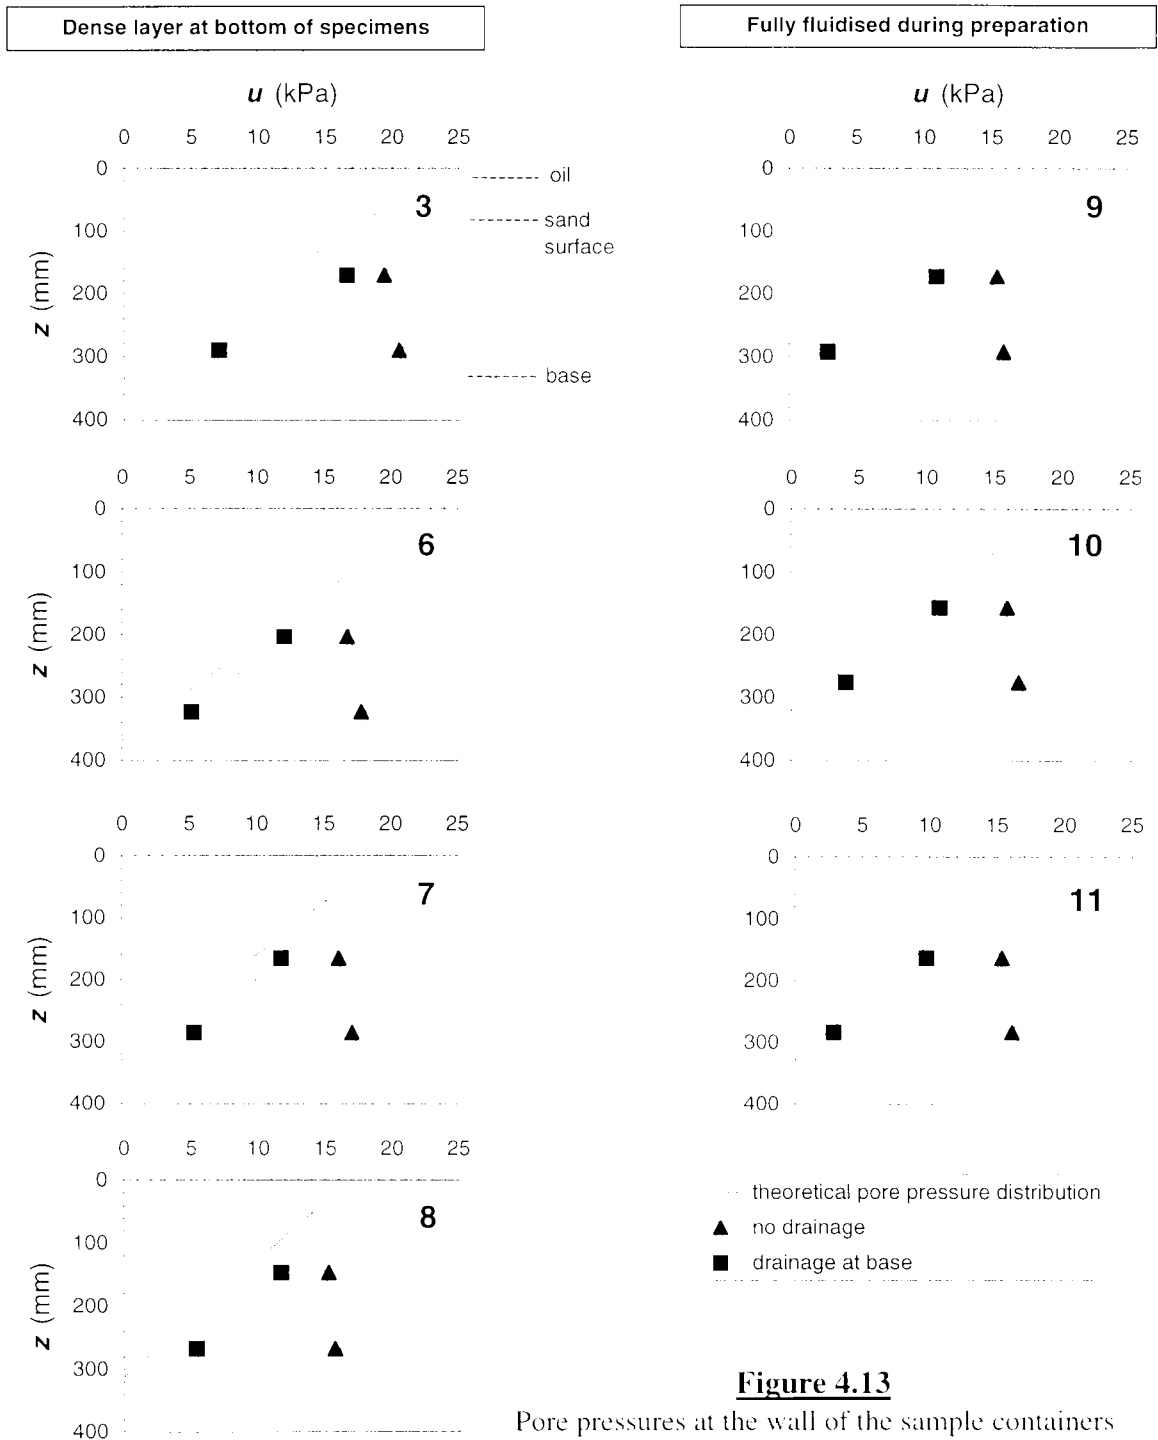 Dense layer at bottom of specimens
Fully fluidised during preparation
u (kPa)
0 5 10 15 20 25
0
100
200
300
400
z (mm)
3
oil
sand
surface
base
u (kPa)
0 5 10 15 20 25
0
100
200
300
400
z (mm)
9
0 5 10 15 20 25
0
100
200
300
400
z (mm)
6
0 5 10 15 20 25
0
100
200
300
400
z (mm)
10
0 5 10 15 20 25
0
100
200
300
400
z (mm)
7
0 5 10 15 20 25
0
100
200
300
400
z (mm)
11
0 5 10 15 20 25
0
100
200
300
400
z (mm)
8
theoretical pore pressure distribution
no drainage
drainage at base
Figure 4.13
Pore pressures at the wall of the sample containers